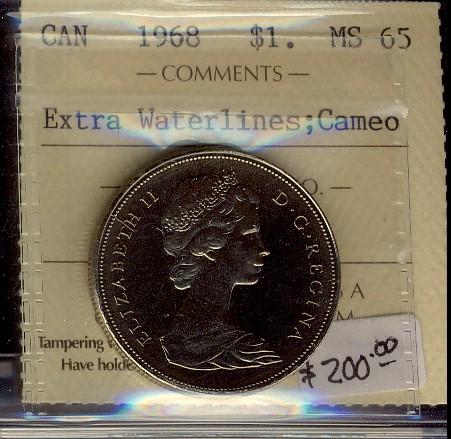 CAN 1968 $1. MS 65
— COMMENTS —
Extra Waterlines;Cameo
O. —
ELIZABETH II D·G·REGINA
A
M
Tampering
Have holde
$200.00